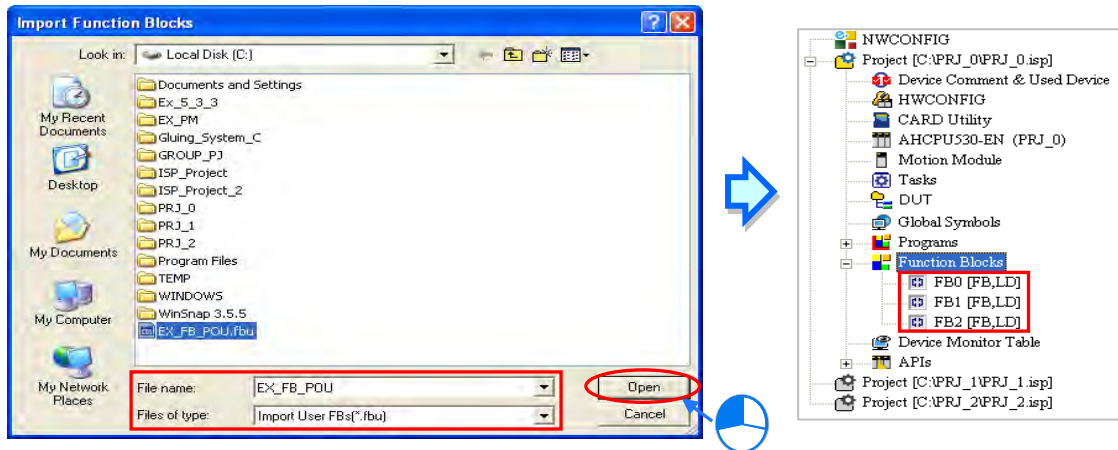 Import Function Blocks
Look in:
Local Disk (C:)
My Recent
Documents
Desktop
My Documents
My Computer
My Network
Places
Documents and Settings
Ex_5_3_3
EX_PM
Gluing_System_C
GROUP_PJ
ISP_Project
ISP_Project_2
PRJ_0
PRJ_1
PRJ_2
Program Files
TEMP
WINDOWS
WinSnap 3.5.5
EX_FB_POU.fbu
File name:
EX_FB_POU
Open
Files of type:
Import User FBs(*.fbu)
Cancel
NWCONFIG
Project [C:\PRJ_0\PRJ_0.isp]
Device Comment & Used Device
HWCONFIG
CARD Utility
AHCPU530-EN (PRJ_0)
Motion Module
Tasks
DUT
Global Symbols
Programs
Function Blocks
FB0 [FB,LD]
FB1 [FB,LD]
FB2 [FB,LD]
Device Monitor Table
APIs
Project [C:\PRJ_1\PRJ_1.isp]
Project [C:\PRJ_2\PRJ_2.isp]